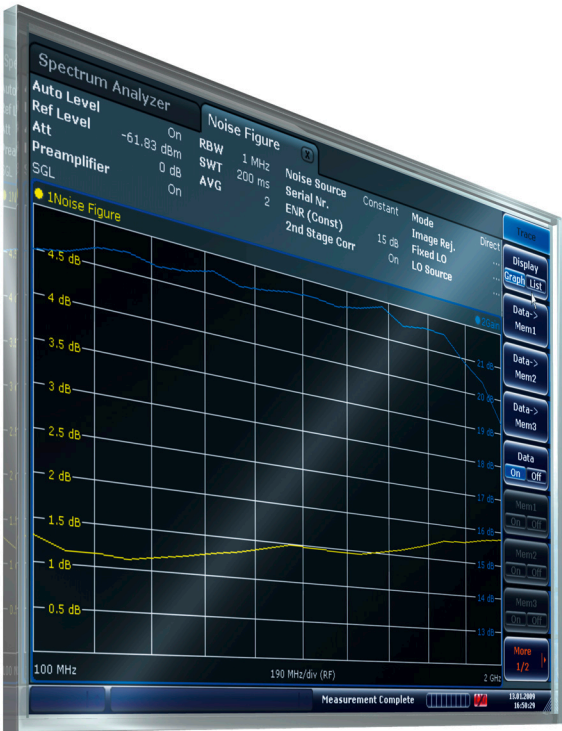 Spectrum Analyzer
Noise Figure
X
Auto Level On
Ref Level -61.83 dBm
Att 0 dB
Preamplifier On
SGL
RBW 1 MHz
SWT 200 ms
AVG 2
Noise Source Constant
Serial Nr.
ENR (Const) 15 dB
2nd Stage Corr On
Mode Direct
Image Rej. ...
Fixed LO ...
LO Source ...
1Noise Figure
1Gain
4.5 dB
4 dB
3.5 dB
3 dB
2.5 dB
2 dB
1.5 dB
1 dB
0.5 dB
21 dB
20 dB
19 dB
18 dB
17 dB
16 dB
15 dB
14 dB
13 dB
100 MHz
190 MHz/div (RF)
2 GHz
Trace
Display
Graph List
Data->
Mem1
Data->
Mem2
Data->
Mem3
Data
On Off
Mem1
On Off
Mem2
On Off
Mem3
On Off
More
1/2
Measurement Complete
13.01.2009
16:50:29